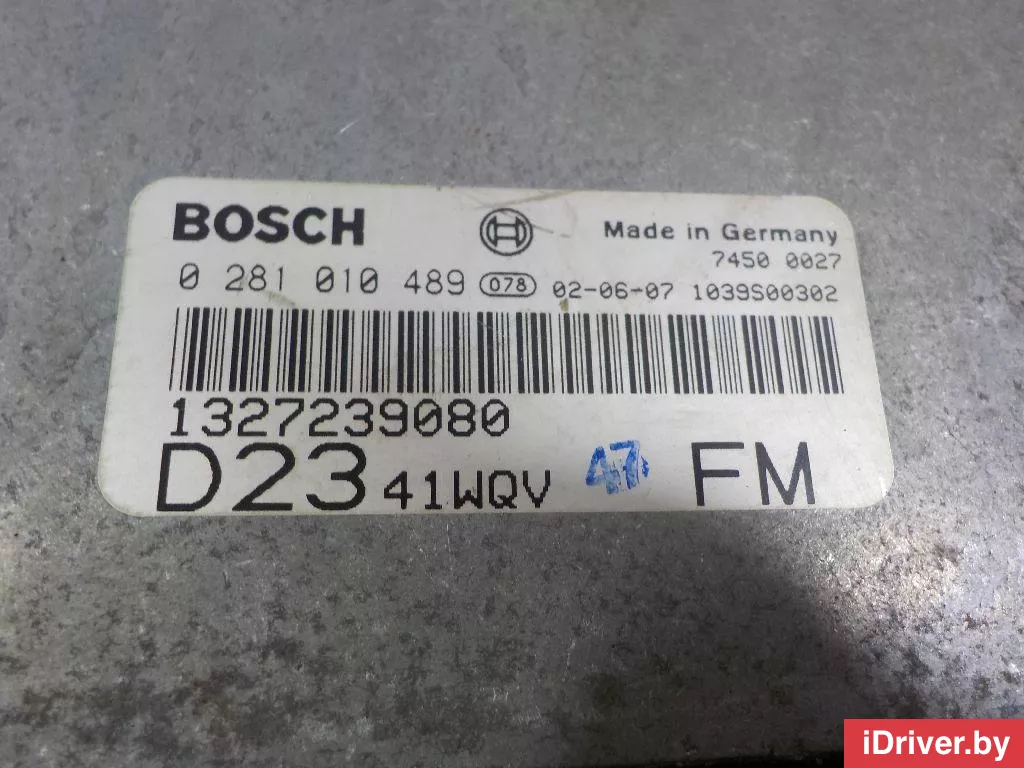 BOSCH
Made in Germany
7450 0027
0 281 010 489 078 02-06-07 1039S00302
1327239080
D23 41WQV 47 FM
iDriver.by